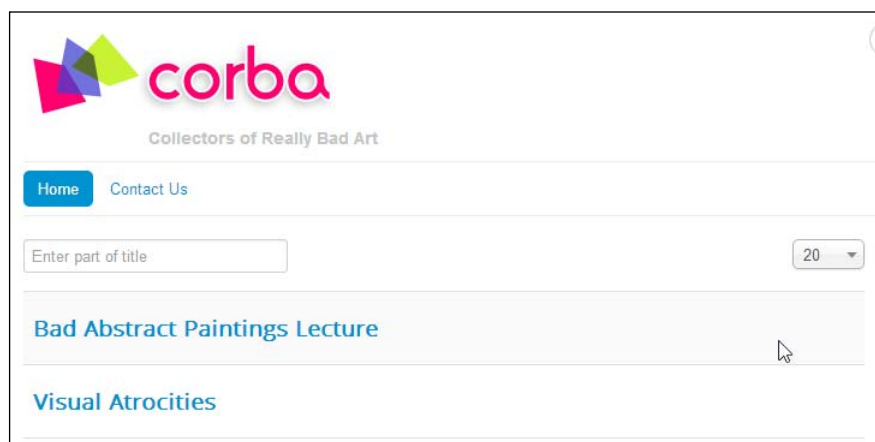 corba
Collectors of Really Bad Art
Home Contact Us
Enter part of title 20
Bad Abstract Paintings Lecture
Visual Atrocities